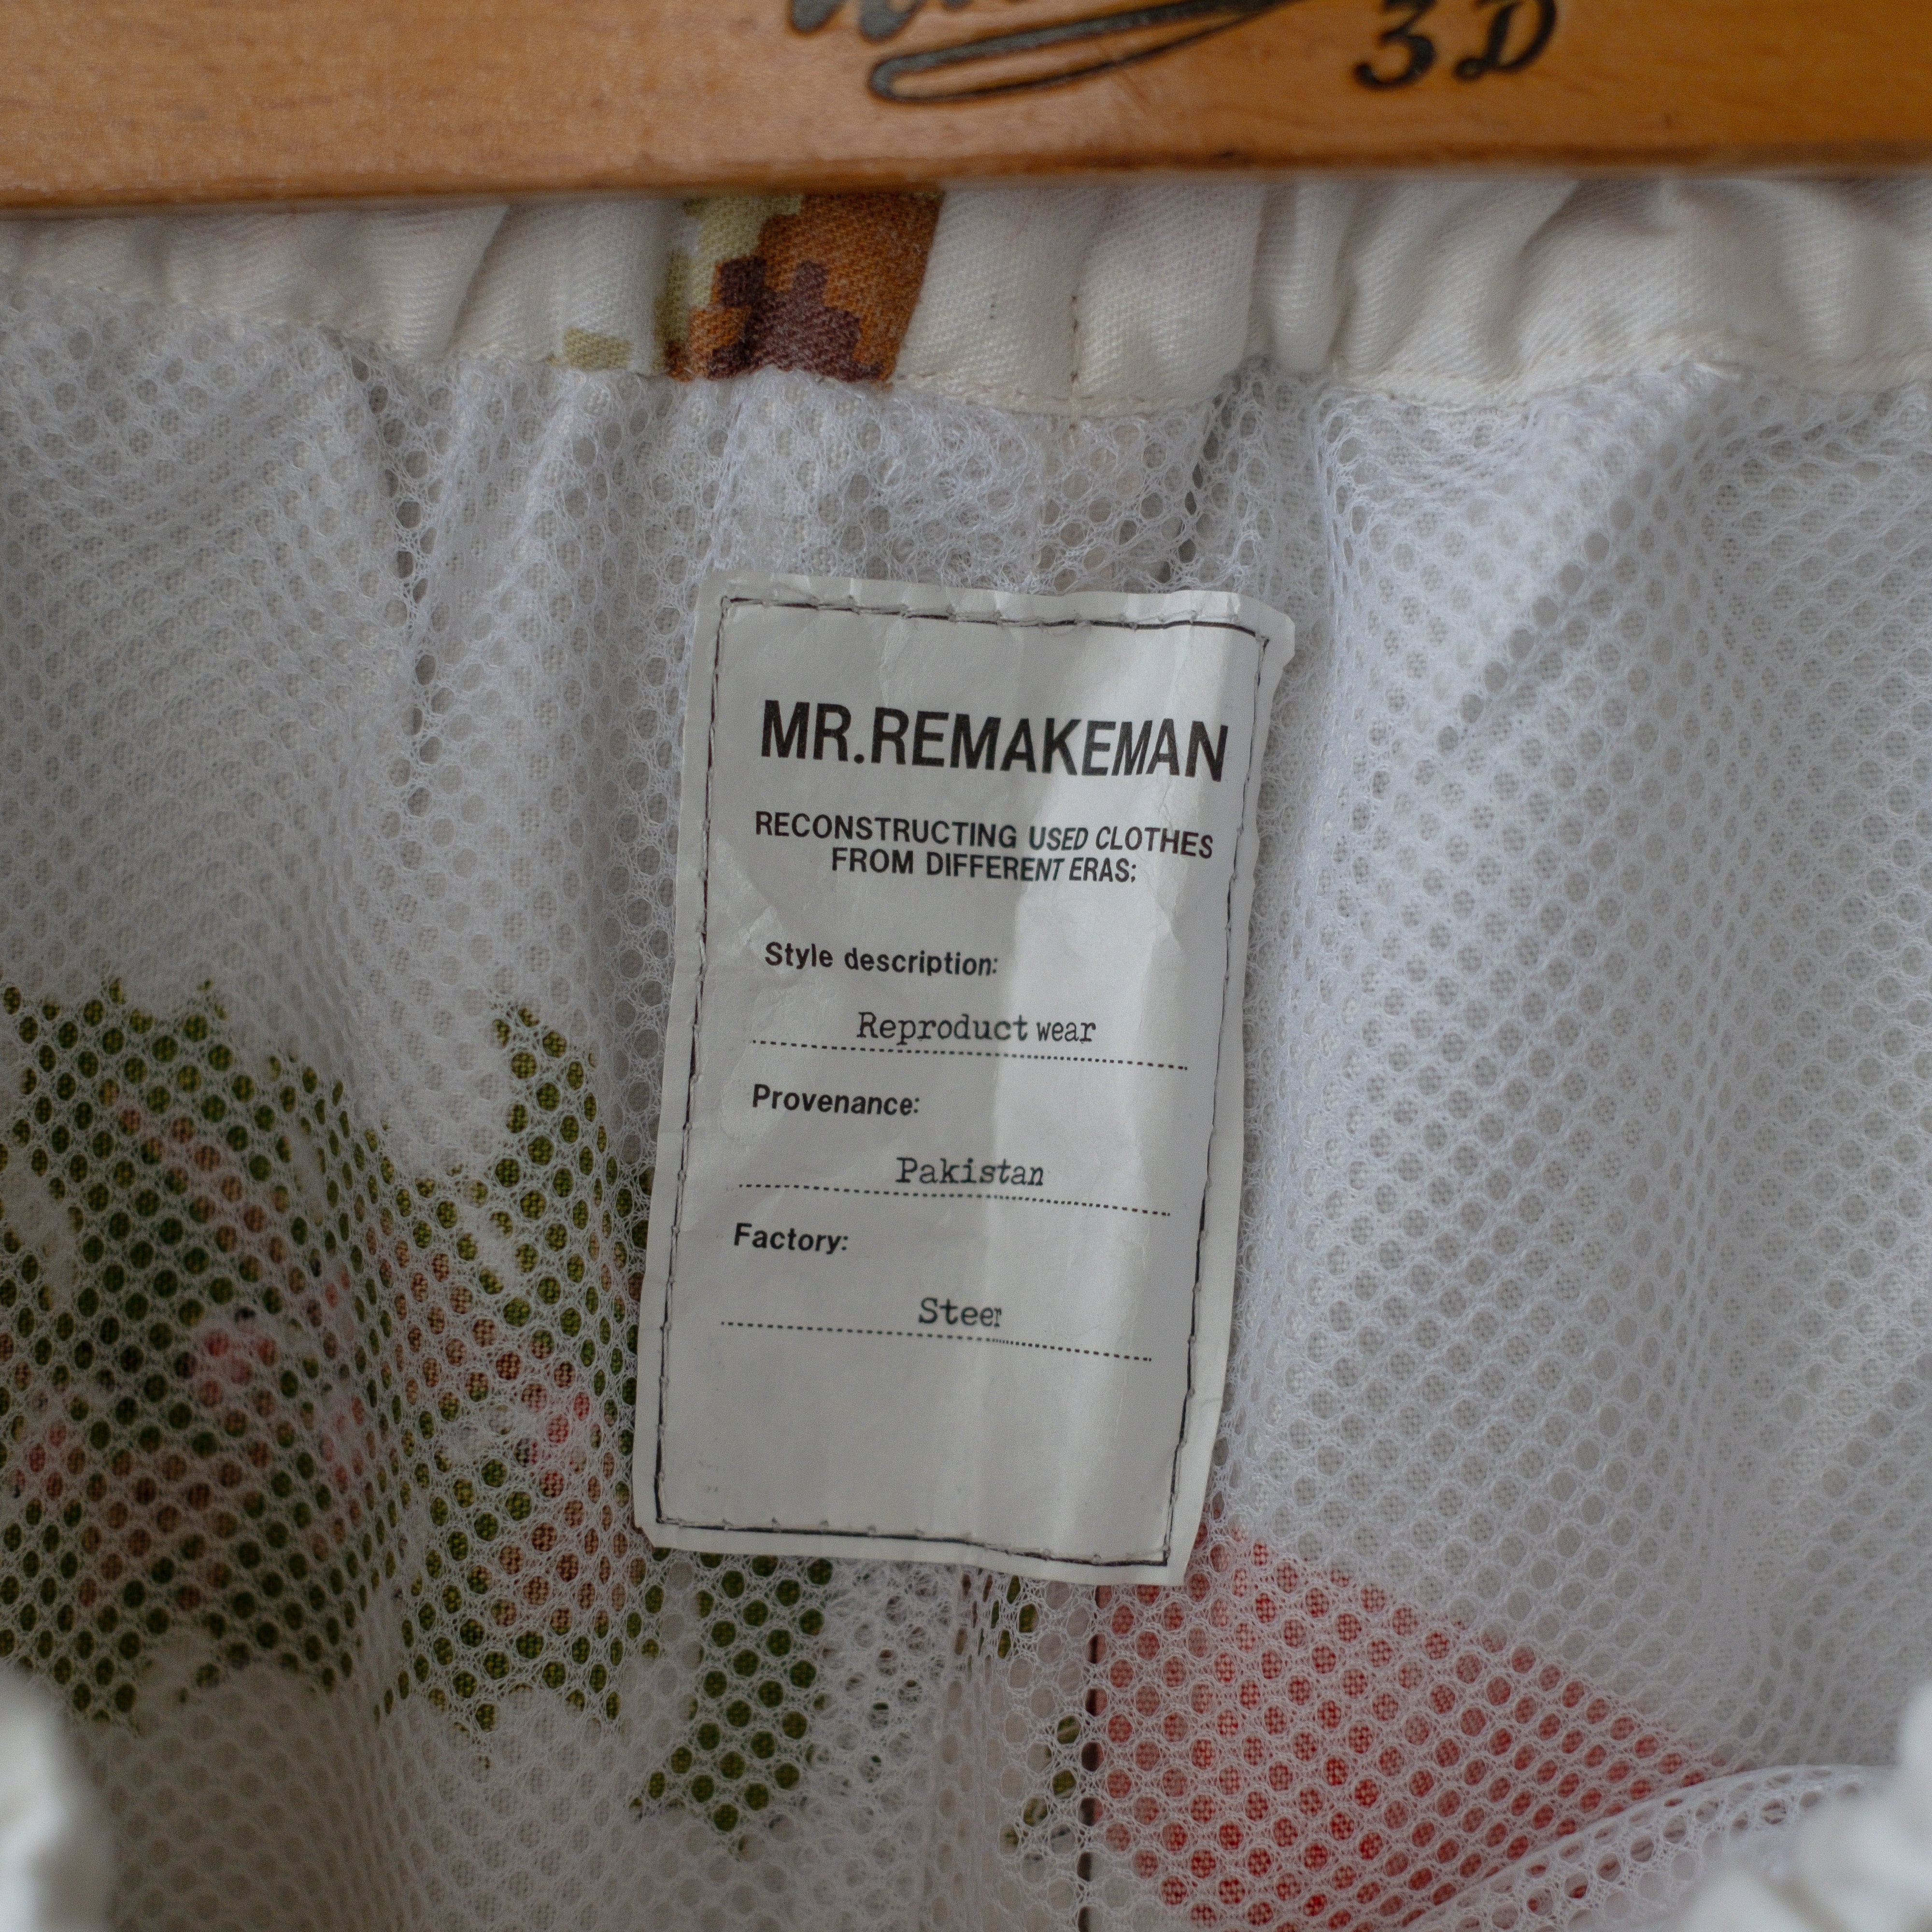 3D
MR.REMAKEMAN
RECONSTRUCTING USED CLOTHES
FROM DIFFERENT ERAS:
Style description:
Reproduct wear
Provenance:
Pakistan
Factory:
Steer